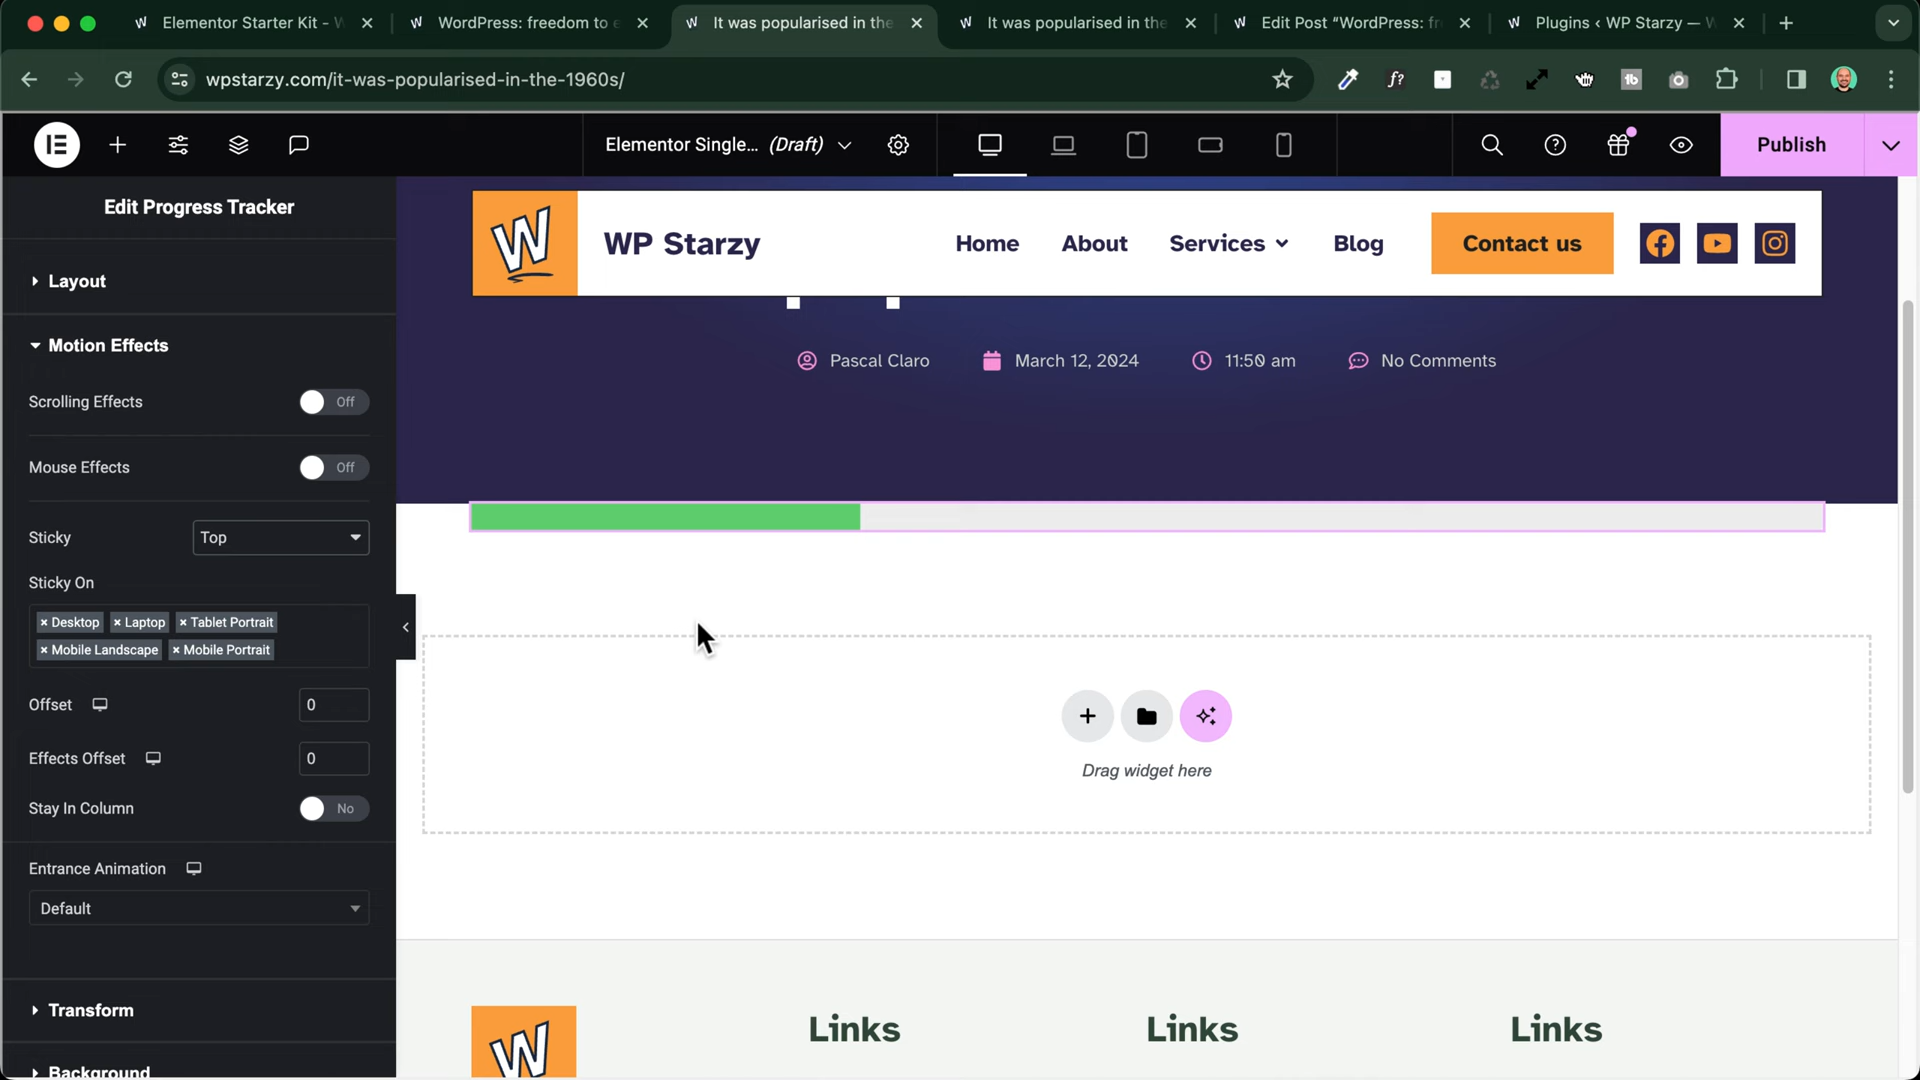 Elementor Starter Kit - W
WordPress: freedom to e
It was popularised in the
It was popularised in the
Edit Post “WordPress: fr
Plugins ‹ WP Starzy — W
wpstarzy.com/it-was-popularised-in-the-1960s/
Elementor Single... (Draft)
Publish
Edit Progress Tracker
Layout
Motion Effects
Scrolling Effects
Off
Mouse Effects
Off
Sticky
Top
Sticky On
× Desktop × Laptop × Tablet Portrait
× Mobile Landscape × Mobile Portrait
Offset
0
Effects Offset
0
Stay In Column
No
Entrance Animation
Default
Transform
Background
W
WP Starzy
Home
About
Services
Blog
Contact us
Pascal Claro
March 12, 2024
11:50 am
No Comments
Drag widget here
W
Links
Links
Links